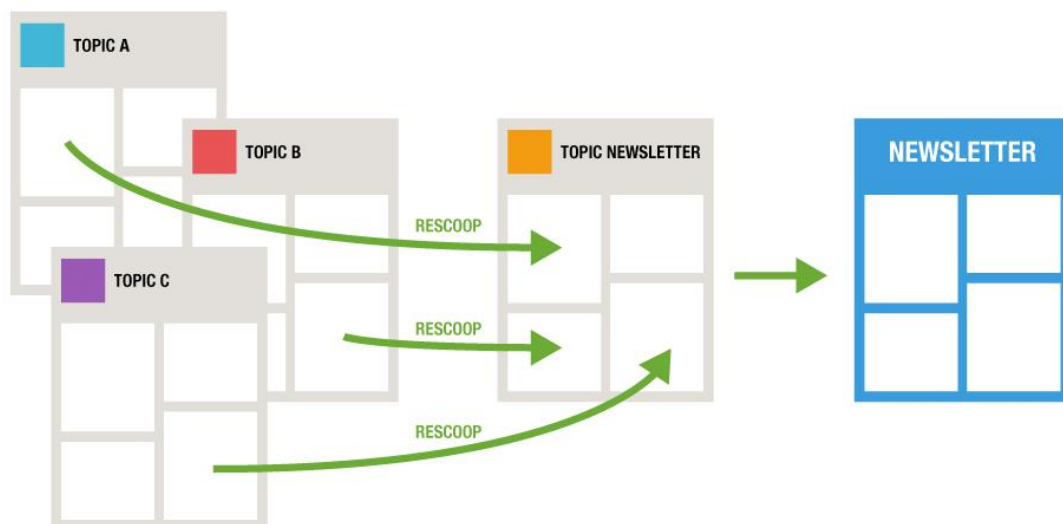 TOPIC A
TOPIC B
TOPIC NEWSLETTER
NEWSLETTER
RESCOOP
TOPIC C
RESCOOP
RESCOOP